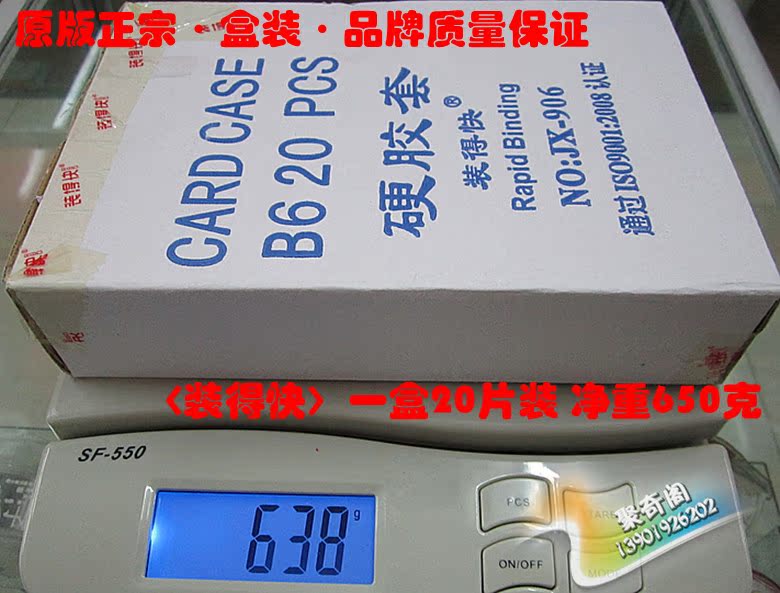 原版正宗 盒装·品牌质量保证
CARD CASE
B6 20 PCS
硬胶套
装得快®
Rapid Binding
NO:JX-906
通过ISO9001:2008认证
装得快
〈装得快〉一盒20片装 净重650克
SF-550
638 g
PCS
TARE
ON/OFF
MODE
聚奇阁
13901926202